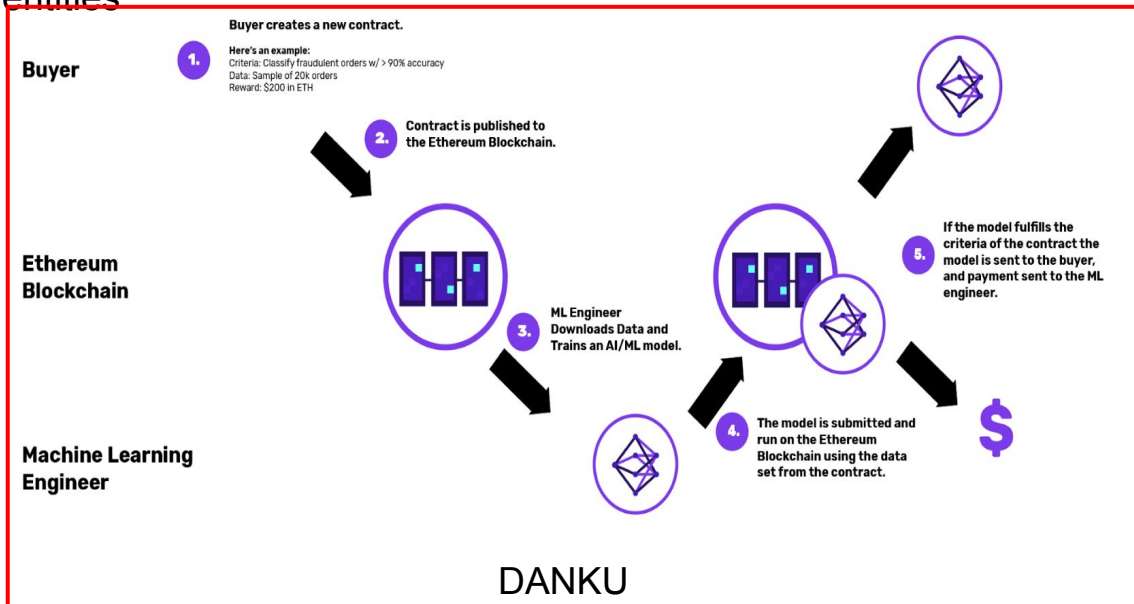 entities
Buyer creates a new contract.
Buyer
1.
Here's an example:
Criteria: Classify fraudulent orders w/ > 90% accuracy
Data: Sample of 20k orders
Reward: $200 in ETH
2.
Contract is published to
the Ethereum Blockchain.
Ethereum
Blockchain
5.
If the model fulfills the
criteria of the contract the
model is sent to the buyer,
and payment sent to the ML
engineer.
3.
ML Engineer
Downloads Data and
Trains an AI/ML model.
$
Machine Learning
Engineer
4.
The model is submitted and
run on the Ethereum
Blockchain using the data
set from the contract.
DANKU